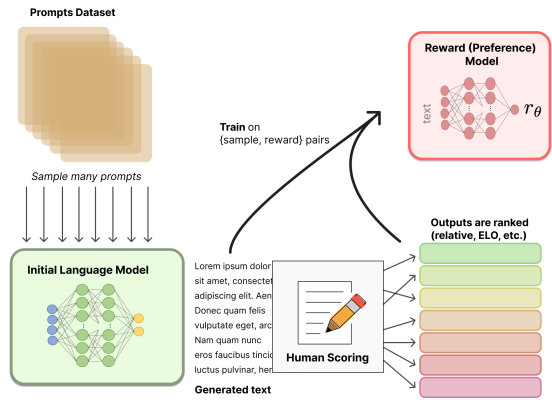 Prompts Dataset
Sample many prompts
Initial Language Model
Lorem ipsum dolor
sit amet, consectet
adipiscing elit. Aen
Donec quam felis
vulputate eget, arc
Nam quam nunc
eros faucibus tincid
luctus pulvinar, her
Generated text
Human Scoring
Train on
{sample, reward} pairs
Reward (Preference)
Model
text
rθ
Outputs are ranked
(relative, ELO, etc.)